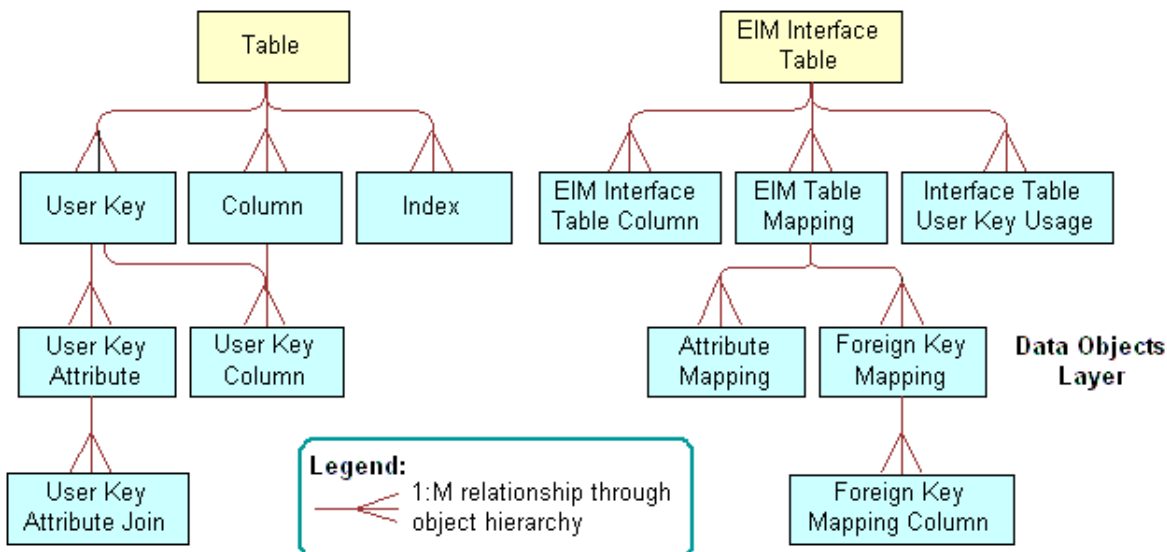 Table
EIM Interface
Table
User Key
Column
Index
EIM Interface
Table Column
EIM Table
Mapping
Interface Table
User Key Usage
User Key
Attribute
User Key
Column
Attribute
Mapping
Foreign Key
Mapping
Data Objects
Layer
User Key
Attribute Join
Legend:
1:M relationship through
object hierarchy
Foreign Key
Mapping Column